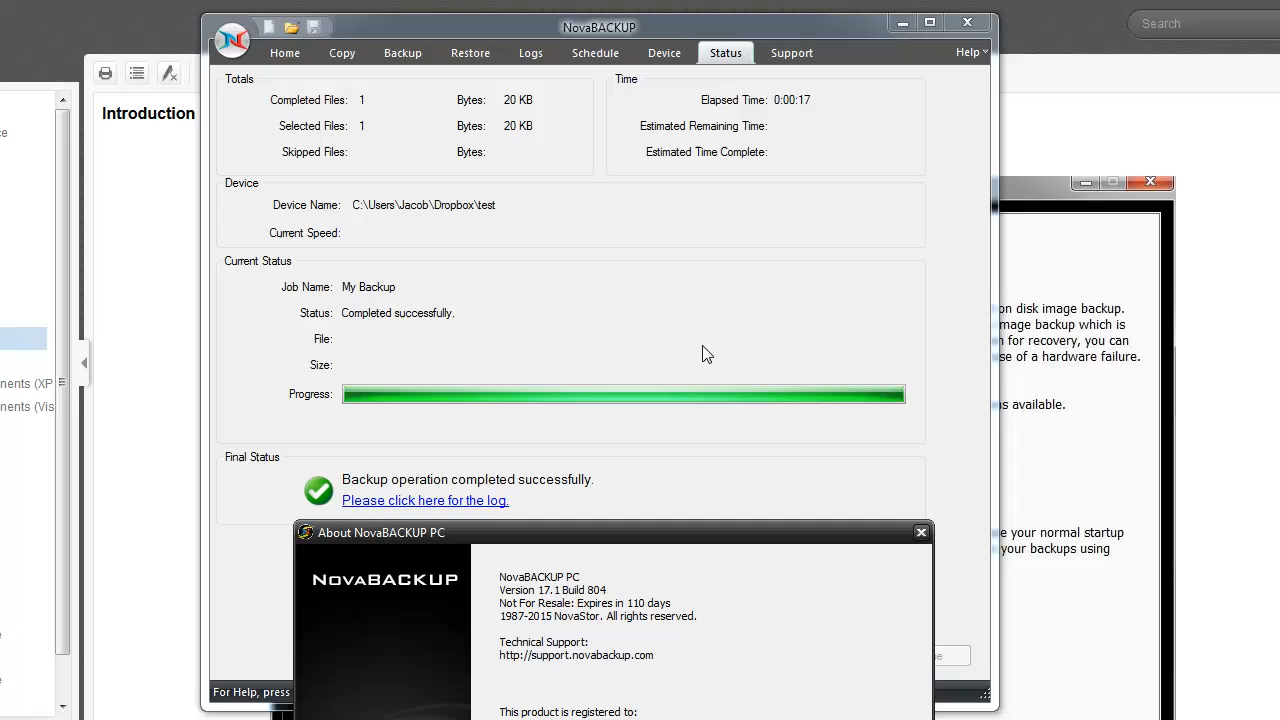 NovaBACKUP
Search
Home Copy Backup Restore Logs Schedule Device Status Support Help
Introduction
Totals
Completed Files: 1 Bytes: 20 KB
Selected Files: 1 Bytes: 20 KB
Skipped Files: Bytes:
Time
Elapsed Time: 0:00:17
Estimated Remaining Time:
Estimated Time Complete:
Device
Device Name: C:\Users\Jacob\Dropbox\test
Current Speed:
Current Status
Job Name: My Backup
Status: Completed successfully.
File:
Size:
Progress:
Final Status
Backup operation completed successfully.
Please click here for the log.
on disk image backup.
mage backup which is
for recovery, you can
se of a hardware failure.
available.
your normal startup
your backups using
nents (XP
nents (Vis
About NovaBACKUP PC
NovaBACKUP
NovaBACKUP PC
Version 17.1 Build 804
Not For Resale: Expires in 110 days
1987-2015 NovaStor. All rights reserved.
Technical Support:
http://support.novabackup.com
This product is registered to:
For Help, press